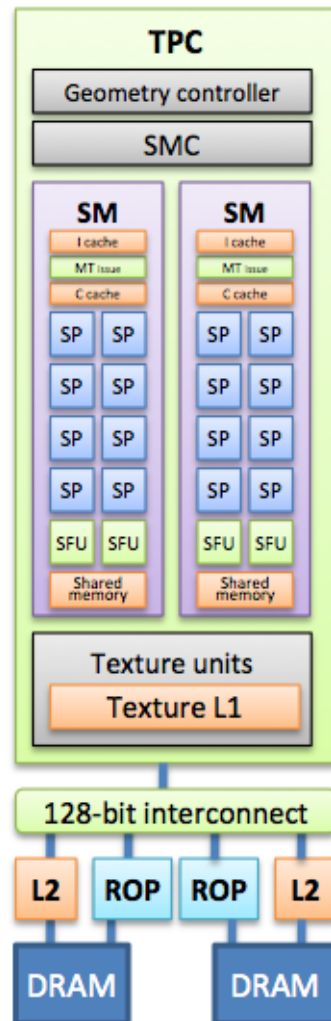 TPC
Geometry controller
SMC
SM SM
I cache I cache
MT Issue MT Issue
C cache C cache
SP SP SP SP
SP SP SP SP
SP SP SP SP
SP SP SP SP
SFU SFU SFU SFU
Shared Shared
memory memory
Texture units
Texture L1
128-bit interconnect
L2 ROP ROP L2
DRAM DRAM